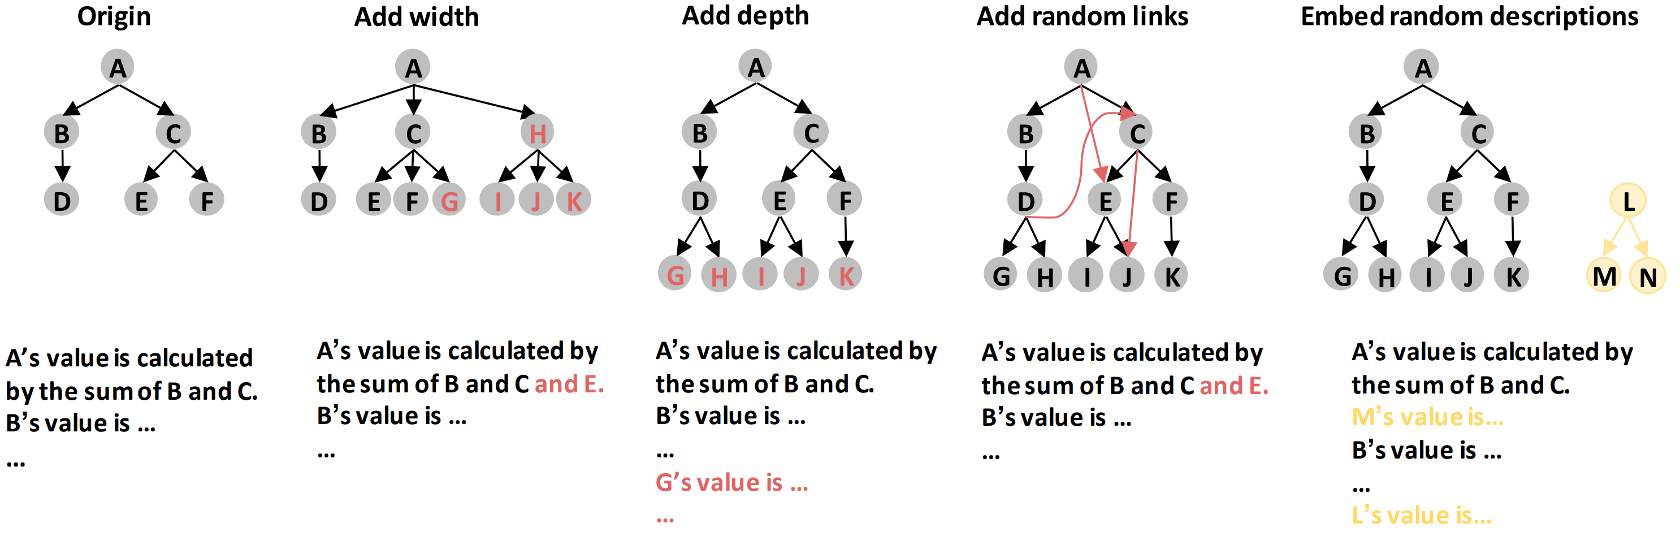 Origin
Add width
Add depth
Add random links
Embed random descriptions
A
B
C
D
E
F
A
B
C
H
D
E
F
G
I
J
K
A
B
C
D
E
F
G
H
I
J
K
A
B
C
D
E
F
G
H
I
J
K
A
B
C
D
E
F
L
G
H
I
J
K
M
N
A’s value is calculated
by the sum of B and C.
B’s value is ...
...
A’s value is calculated by
the sum of B and C and E.
B’s value is ...
...
A’s value is calculated by
the sum of B and C.
B’s value is ...
...
G’s value is ...
...
A’s value is calculated by
the sum of B and C and E.
B’s value is ...
...
A’s value is calculated by
the sum of B and C.
M’s value is...
B’s value is ...
...
L’s value is...